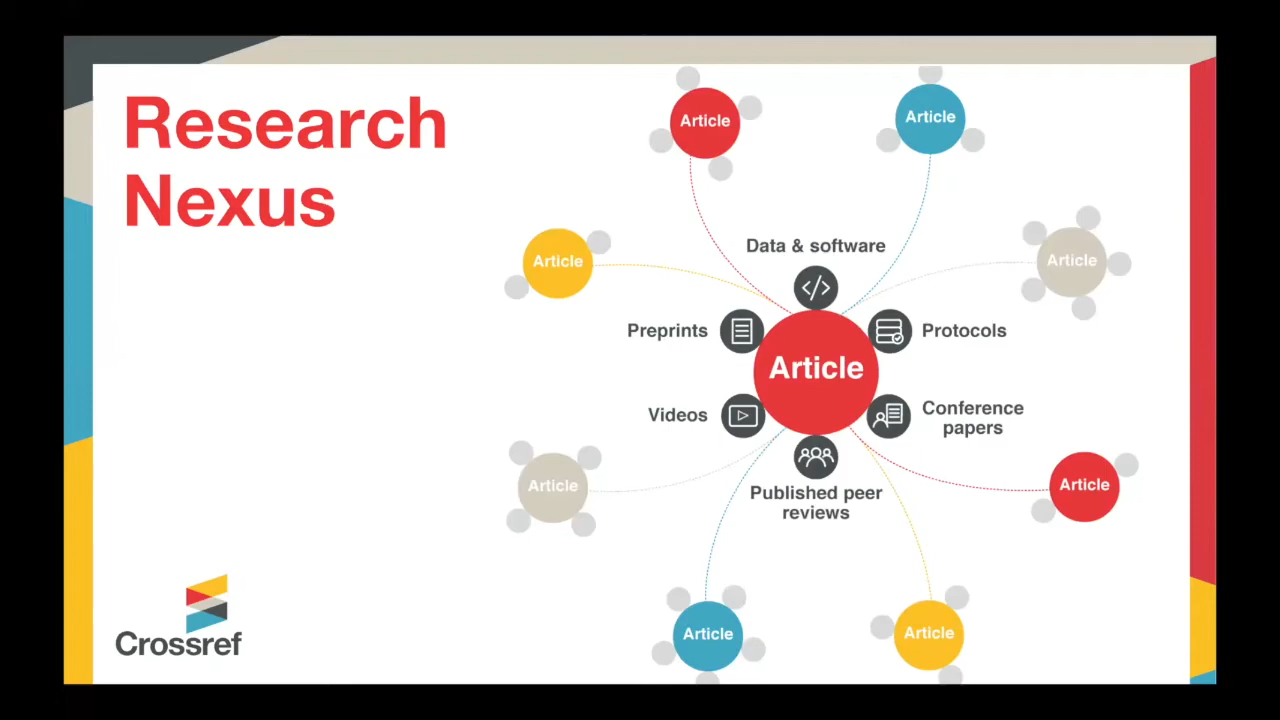 Research
Nexus
Article
Article
Data & software
Article
Article
Preprints
Protocols
Article
Videos
Conference
papers
Article
Article
Published peer
reviews
Article
Article
Crossref